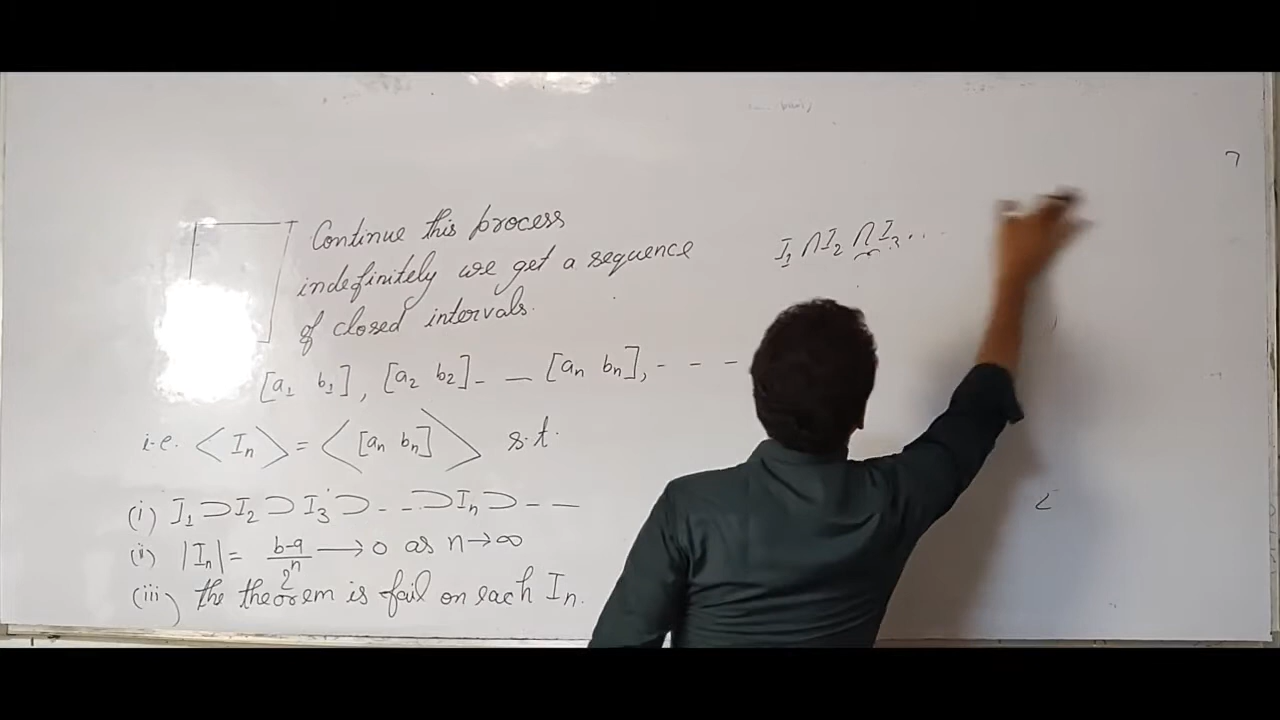 Continue this process
indefinitely we get a sequence
of closed intervals.
[a₁ b₁], [a₂ b₂] - — [aₙ bₙ], - - -
i.e. < Iₙ > = < [aₙ bₙ] > s.t.
(i) I₁ ⊃ I₂ ⊃ I₃ ⊃ - - ⊃ Iₙ ⊃ - —
(ii) |Iₙ| = b-a/2ⁿ → 0 as n → ∞
(iii) the theorem is fail on each Iₙ.
I₁ ∩ I₂ ∩ I₃ . . .